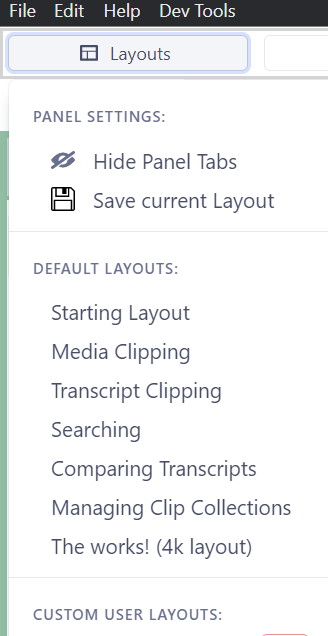 File Edit Help Dev Tools
Layouts
PANEL SETTINGS:
Hide Panel Tabs
Save current Layout
DEFAULT LAYOUTS:
Starting Layout
Media Clipping
Transcript Clipping
Searching
Comparing Transcripts
Managing Clip Collections
The works! (4k layout)
CUSTOM USER LAYOUTS: